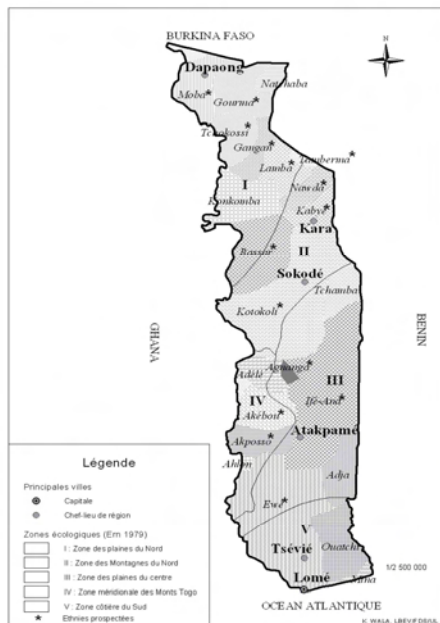 BURKINA FASO
N
Dapaong
Natchaba
Moba
Gourma
Tchokossi
Gangan
Lamba
Tamberma
I
Nawda
Konkomba
Kabyè
Kara
Bassar
II
Sokodé
Tchamba
Kotokoli
GHANA
BENIN
Aguanga
Adélé
III
IV
Ifè-Ana
Akébou
Atakpamé
Akposso
Ahlon
Adja
Ewé
V
Ouatchi
Tsévié
Mina
Lomé
OCEAN ATLANTIQUE
1/2 500 000
Légende
Principales villes
Capitale
Chef-lieu de région
Zones écologiques (Ern 1979)
I : Zone des plaines du Nord
II : Zone des Montagnes du Nord
III : Zone des plaines du centre
IV : Zone méridionale des Monts Togo
V : Zone côtière du Sud
Ethnies prospectées
K. WALA,